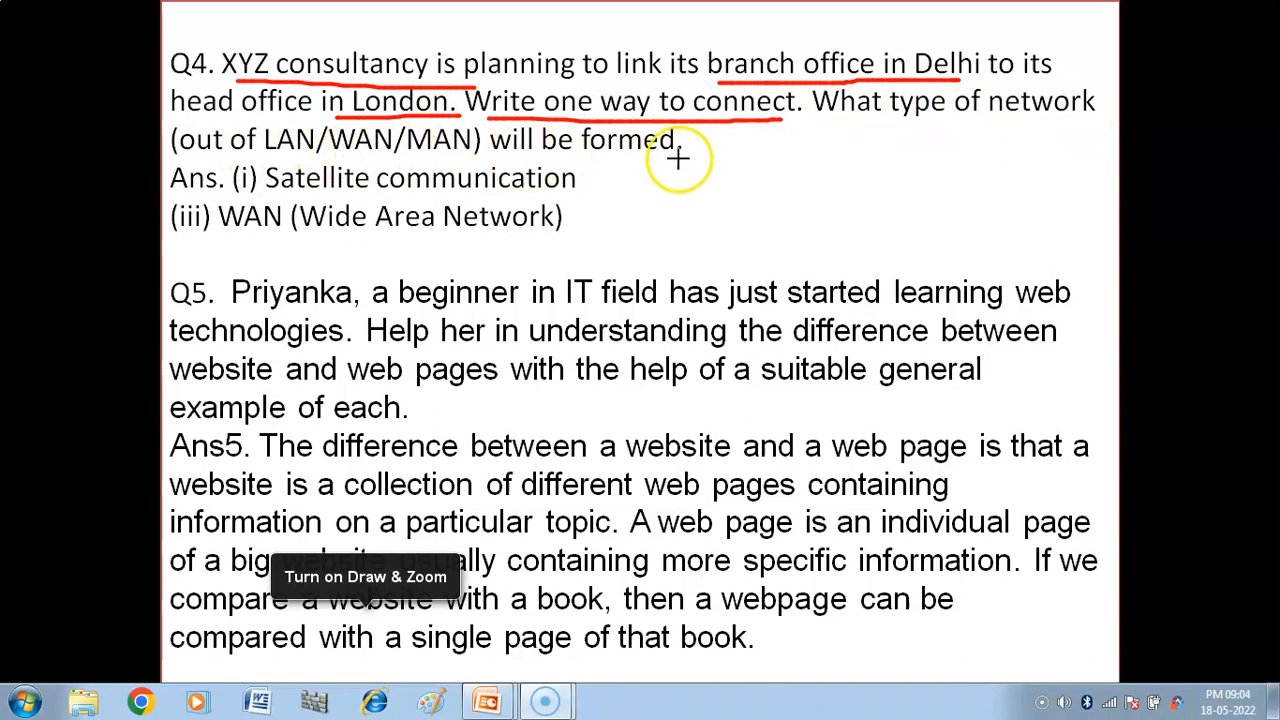 Q4. XYZ consultancy is planning to link its branch office in Delhi to its
head office in London. Write one way to connect. What type of network
(out of LAN/WAN/MAN) will be formed.
Ans. (i) Satellite communication
(iii) WAN (Wide Area Network)
Q5. Priyanka, a beginner in IT field has just started learning web
technologies. Help her in understanding the difference between
website and web pages with the help of a suitable general
example of each.
Ans5. The difference between a website and a web page is that a
website is a collection of different web pages containing
information on a particular topic. A web page is an individual page
of a big website usually containing more specific information. If we
Turn on Draw & Zoom
compare a website with a book, then a webpage can be
compared with a single page of that book.
PM 09:04
18-05-2022